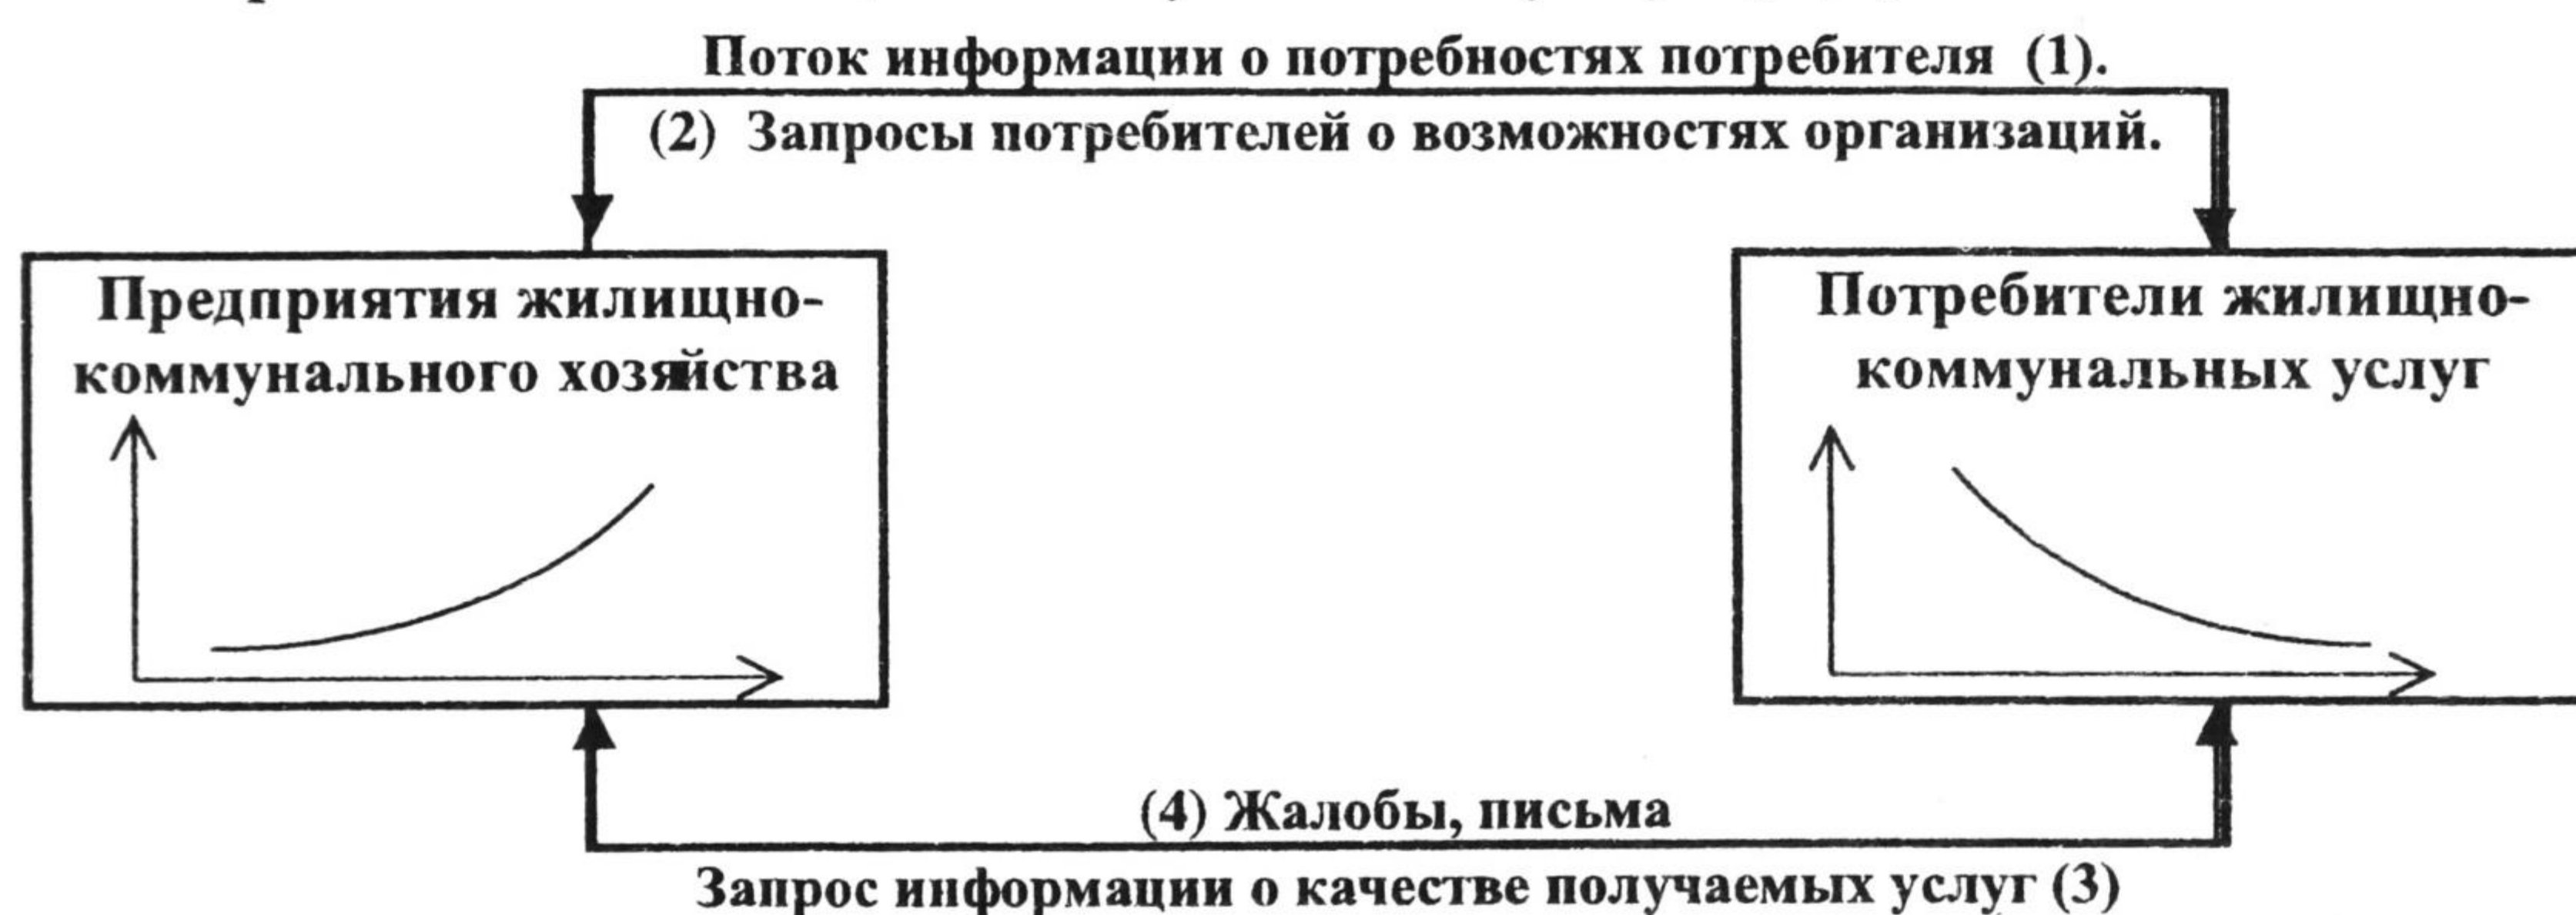 Поток информации о потребностях потребителя (1).
(2) Запросы потребителей о возможностях организаций.
Предприятия жилищно-
коммунального хозяйства
Потребители жилищно-
коммунальных услуг
(4) Жалобы, письма
Запрос информации о качестве получаемых услуг (3)